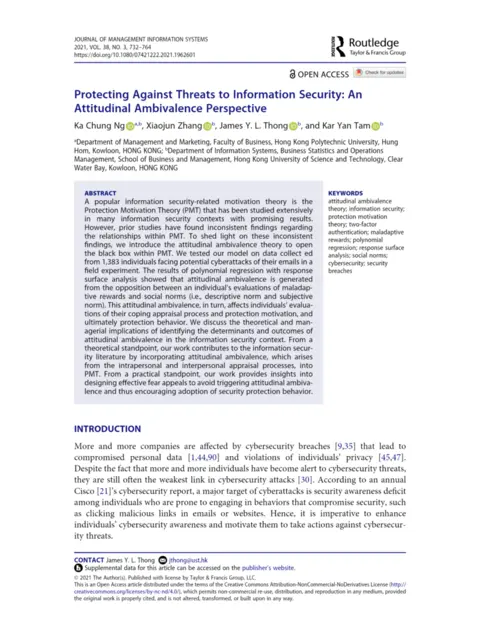 JOURNAL OF MANAGEMENT INFORMATION SYSTEMS
2021, VOL. 38, NO. 3, 732–764
https://doi.org/10.1080/07421222.2021.1962601
Routledge
Taylor & Francis Group
OPEN ACCESS
Check for updates
Protecting Against Threats to Information Security: An
Attitudinal Ambivalence Perspective
Ka Chung Ng a,b, Xiaojun Zhang b, James Y. L. Thong b, and Kar Yan Tam b
aDepartment of Management and Marketing, Faculty of Business, Hong Kong Polytechnic University, Hung
Hom, Kowloon, HONG KONG; bDepartment of Information Systems, Business Statistics and Operations
Management, School of Business and Management, Hong Kong University of Science and Technology, Clear
Water Bay, Kowloon, HONG KONG
ABSTRACT
A popular information security-related motivation theory is the
Protection Motivation Theory (PMT) that has been studied extensively
in many information security contexts with promising results.
However, prior studies have found inconsistent findings regarding
the relationships within PMT. To shed light on these inconsistent
findings, we introduce the attitudinal ambivalence theory to open
the black box within PMT. We tested our model on data collect ed
from 1,383 individuals facing potential cyberattacks of their emails in a
field experiment. The results of polynomial regression with response
surface analysis showed that attitudinal ambivalence is generated
from the opposition between an individual's evaluations of maladap-
tive rewards and social norms (i.e., descriptive norm and subjective
norm). This attitudinal ambivalence, in turn, affects individuals' evalua-
tions of their coping appraisal process and protection motivation, and
ultimately protection behavior. We discuss the theoretical and man-
agerial implications of identifying the determinants and outcomes of
attitudinal ambivalence in the information security context. From a
theoretical standpoint, our work contributes to the information secur-
ity literature by incorporating attitudinal ambivalence, which arises
from the intrapersonal and interpersonal appraisal processes, into
PMT. From a practical standpoint, our work provides insights into
designing effective fear appeals to avoid triggering attitudinal ambiva-
lence and thus encouraging adoption of security protection behavior.
KEYWORDS
attitudinal ambivalence
theory; information security;
protection motivation
theory; two-factor
authentication; maladaptive
rewards; polynomial
regression; response surface
analysis; social norms;
cybersecurity; security
breaches
INTRODUCTION
More and more companies are affected by cybersecurity breaches [9,35] that lead to
compromised personal data [1,44,90] and violations of individuals' privacy [45,47].
Despite the fact that more and more individuals have become alert to cybersecurity threats,
they are still often the weakest link in cybersecurity attacks [30]. According to an annual
Cisco [21]'s cybersecurity report, a major target of cyberattacks is security awareness deficit
among individuals who are prone to engaging in behaviors that compromise security, such
as clicking malicious links in emails or websites. Hence, it is imperative to enhance
individuals' cybersecurity awareness and motivate them to take actions against cybersecur-
ity threats.
CONTACT James Y. L. Thong jthong@ust.hk
Supplemental data for this article can be accessed on the publisher's website.
© 2021 The Author(s). Published with license by Taylor & Francis Group, LLC.
This is an Open Access article distributed under the terms of the Creative Commons Attribution-NonCommercial-NoDerivatives License (http://
creativecommons.org/licenses/by-nc-nd/4.0/), which permits non-commercial re-use, distribution, and reproduction in any medium, provided
the original work is properly cited, and is not altered, transformed, or built upon in any way.